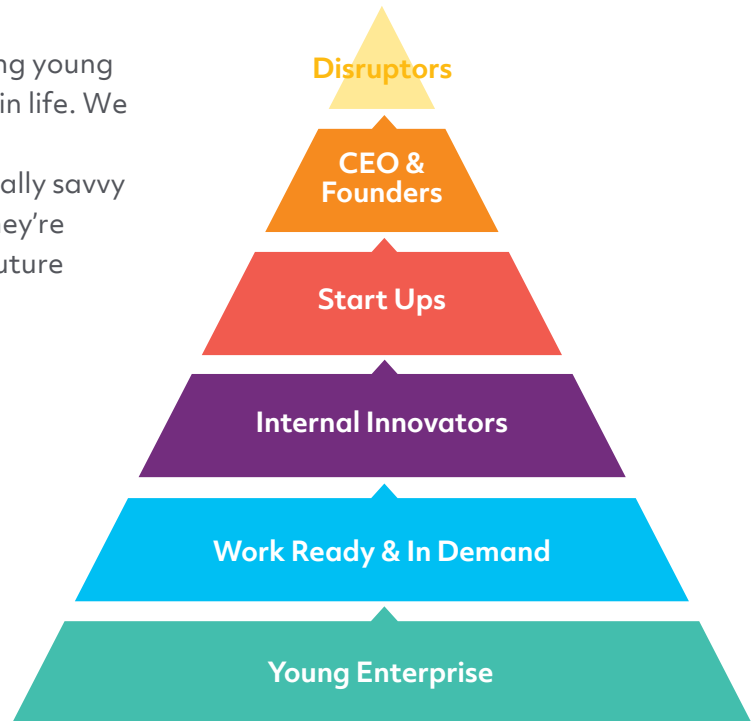 ng young
in life. We
ally savvy
ey're
uture
Disruptors
CEO &
Founders
Start Ups
Internal Innovators
Work Ready & In Demand
Young Enterprise